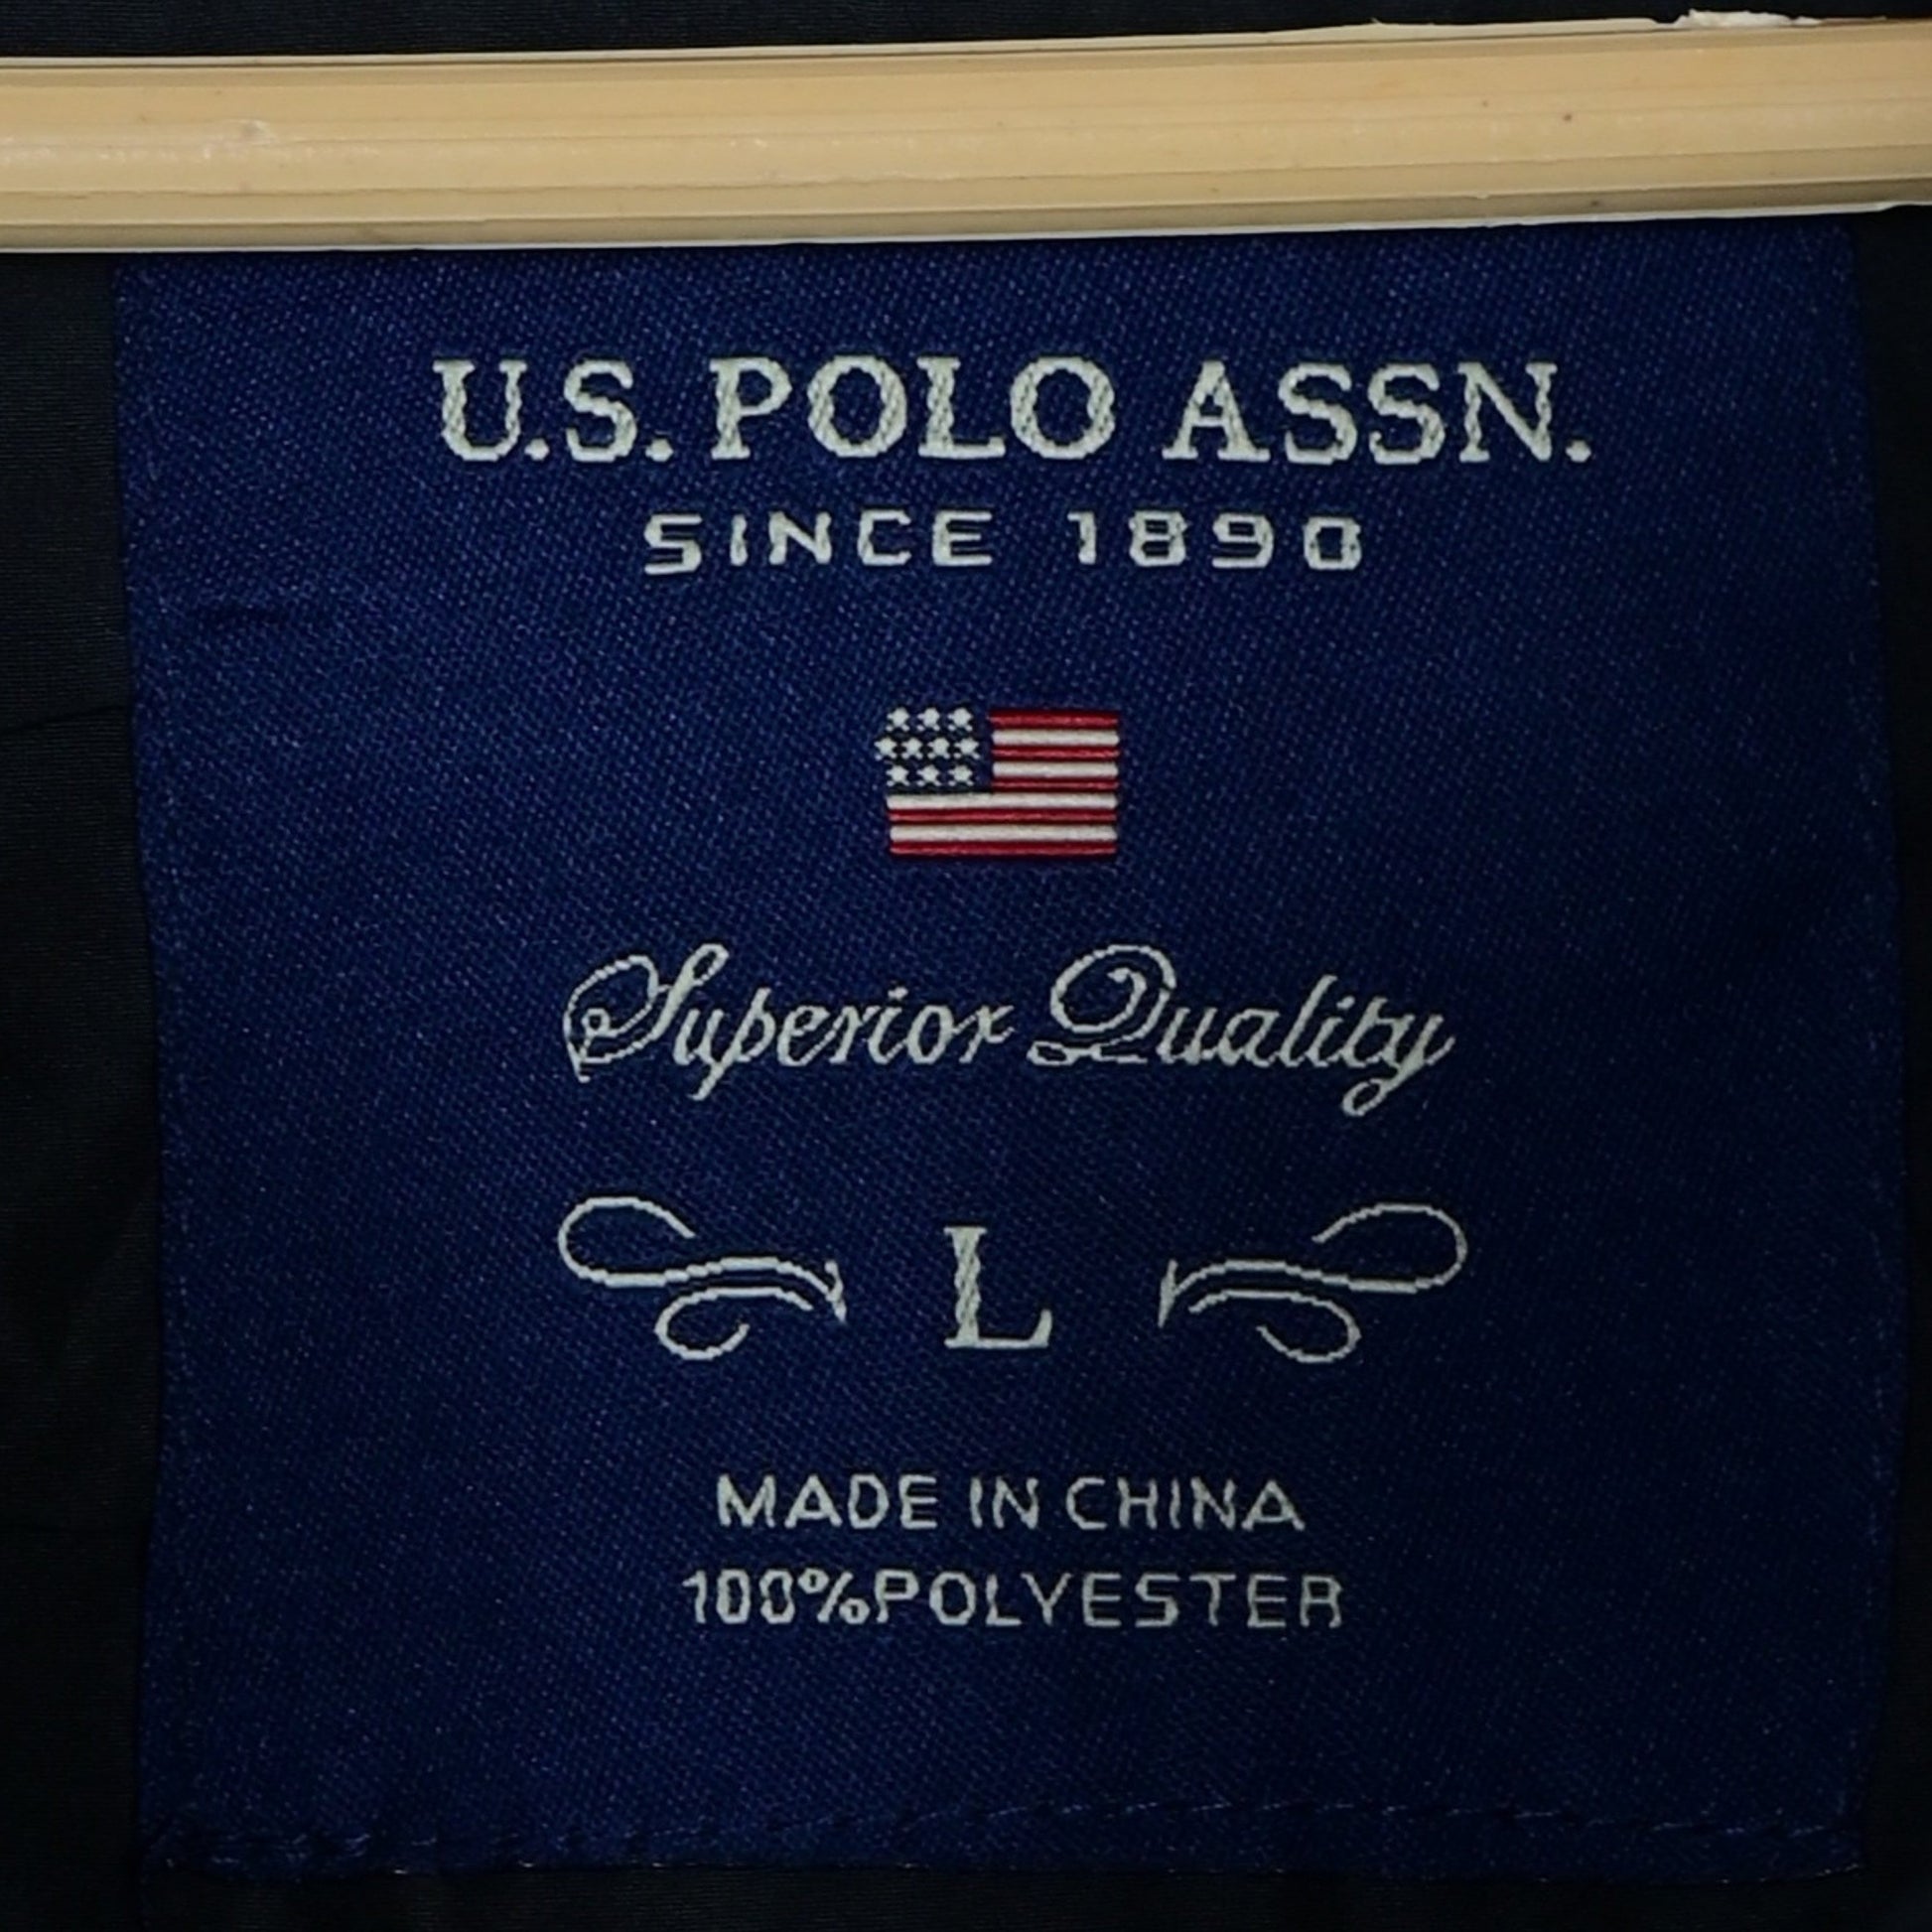 U.S. POLO ASSN.
SINCE 1890
Superior Quality
L
MADE IN CHINA
100%POLYESTER